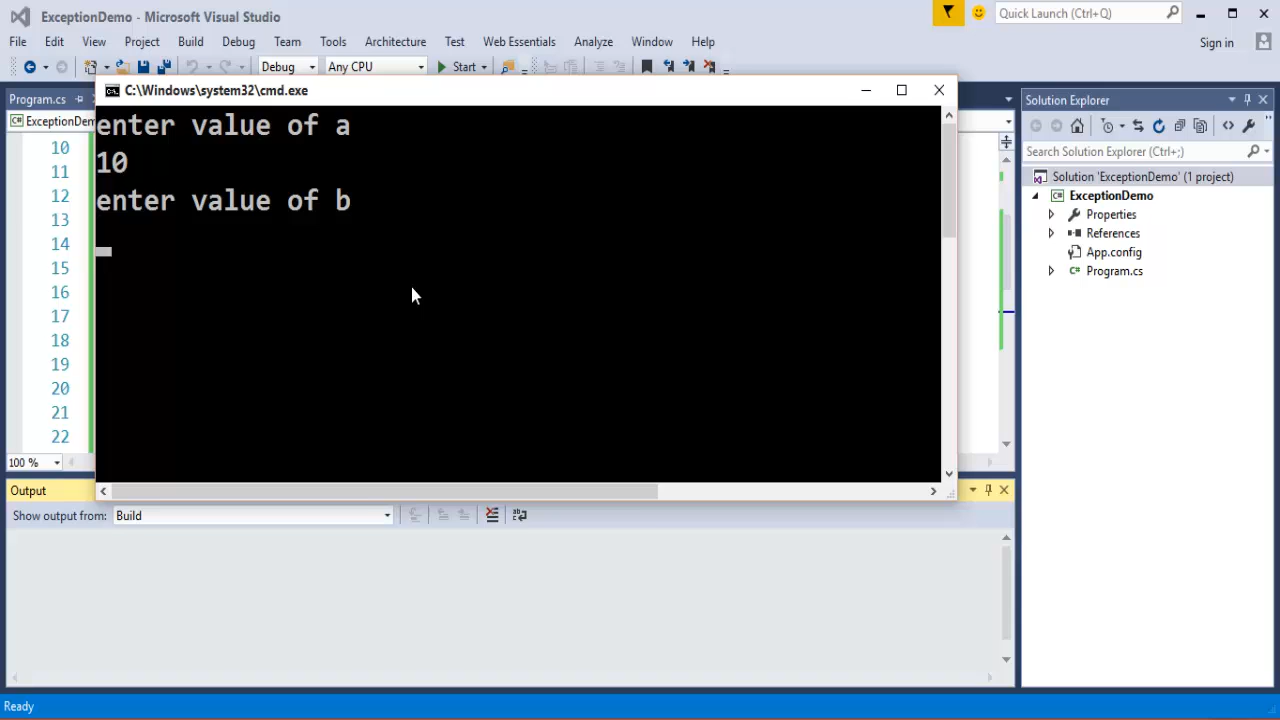 ExceptionDemo - Microsoft Visual Studio
Quick Launch (Ctrl+Q)
File Edit View Project Build Debug Team Tools Architecture Test Web Essentials Analyze Window Help
Sign in
Debug Any CPU Start
Program.cs
C:\Windows\system32\cmd.exe
Solution Explorer
ExceptionDem
Search Solution Explorer (Ctrl+;)
enter value of a
10
enter value of b
10
11
12
13
14
15
16
17
18
19
20
21
22
100 %
Solution 'ExceptionDemo' (1 project)
ExceptionDemo
Properties
References
App.config
Program.cs
Output
Show output from: Build
Ready